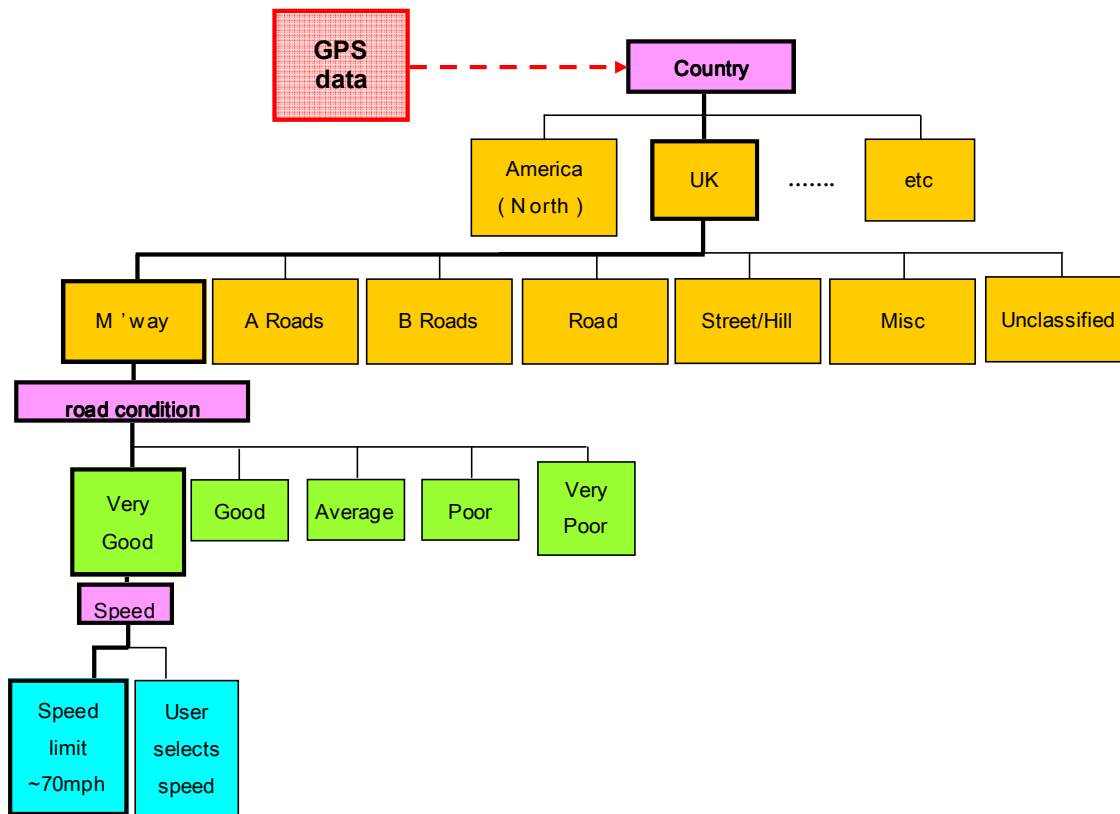 GPS
data
Country
America
( North )
UK
.......
etc
M ’ way
A Roads
B Roads
Road
Street/Hill
Misc
Unclassified
road condition
Very
Good
Good
Average
Poor
Very
Poor
Speed
Speed
limit
~70mph
User
selects
speed